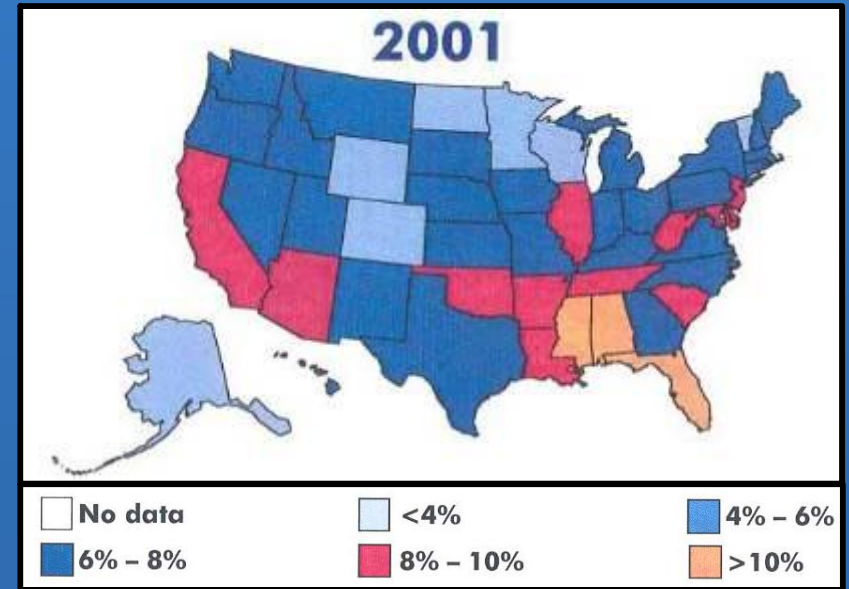 2001
No data
<4%
4% – 6%
6% – 8%
8% – 10%
>10%